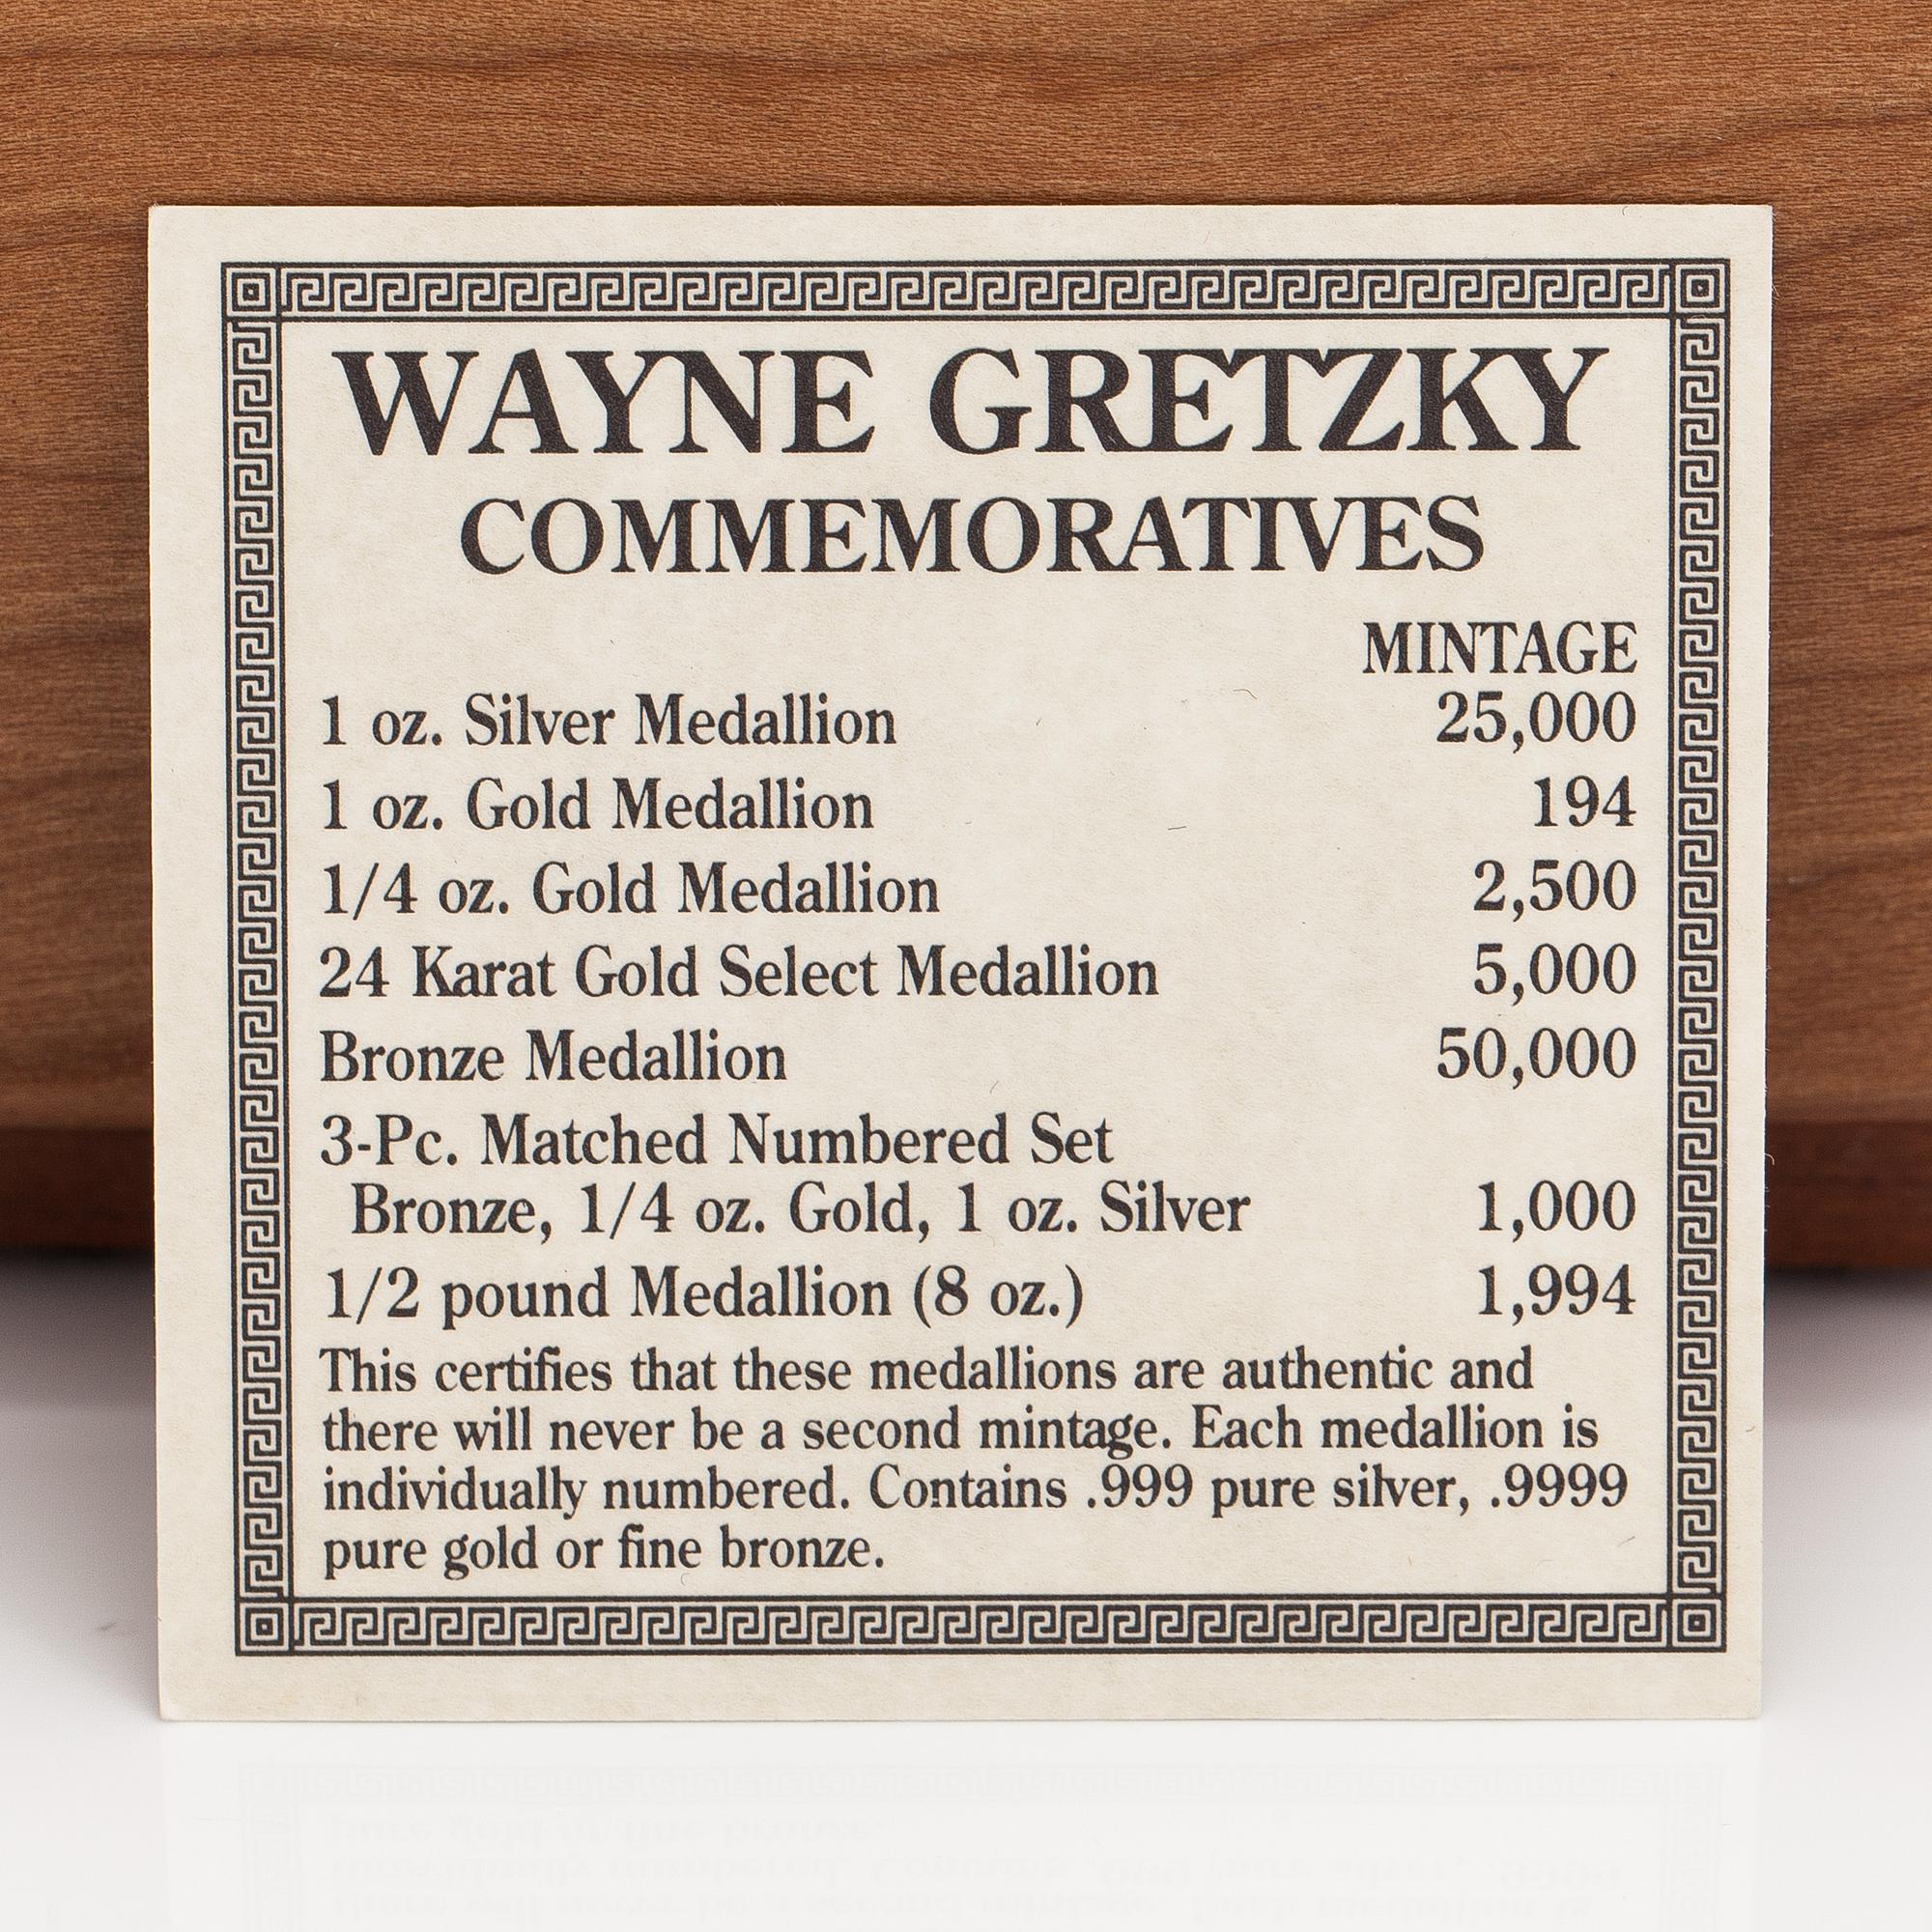 WAYNE GRETZKY
COMMEMORATIVES
MINTAGE
1 oz. Silver Medallion 25,000
1 oz. Gold Medallion 194
1/4 oz. Gold Medallion 2,500
24 Karat Gold Select Medallion 5,000
Bronze Medallion 50,000
3-Pc. Matched Numbered Set
Bronze, 1/4 oz. Gold, 1 oz. Silver 1,000
1/2 pound Medallion (8 oz.) 1,994
This certifies that these medallions are authentic and
there will never be a second mintage. Each medallion is
individually numbered. Contains .999 pure silver, .9999
pure gold or fine bronze.